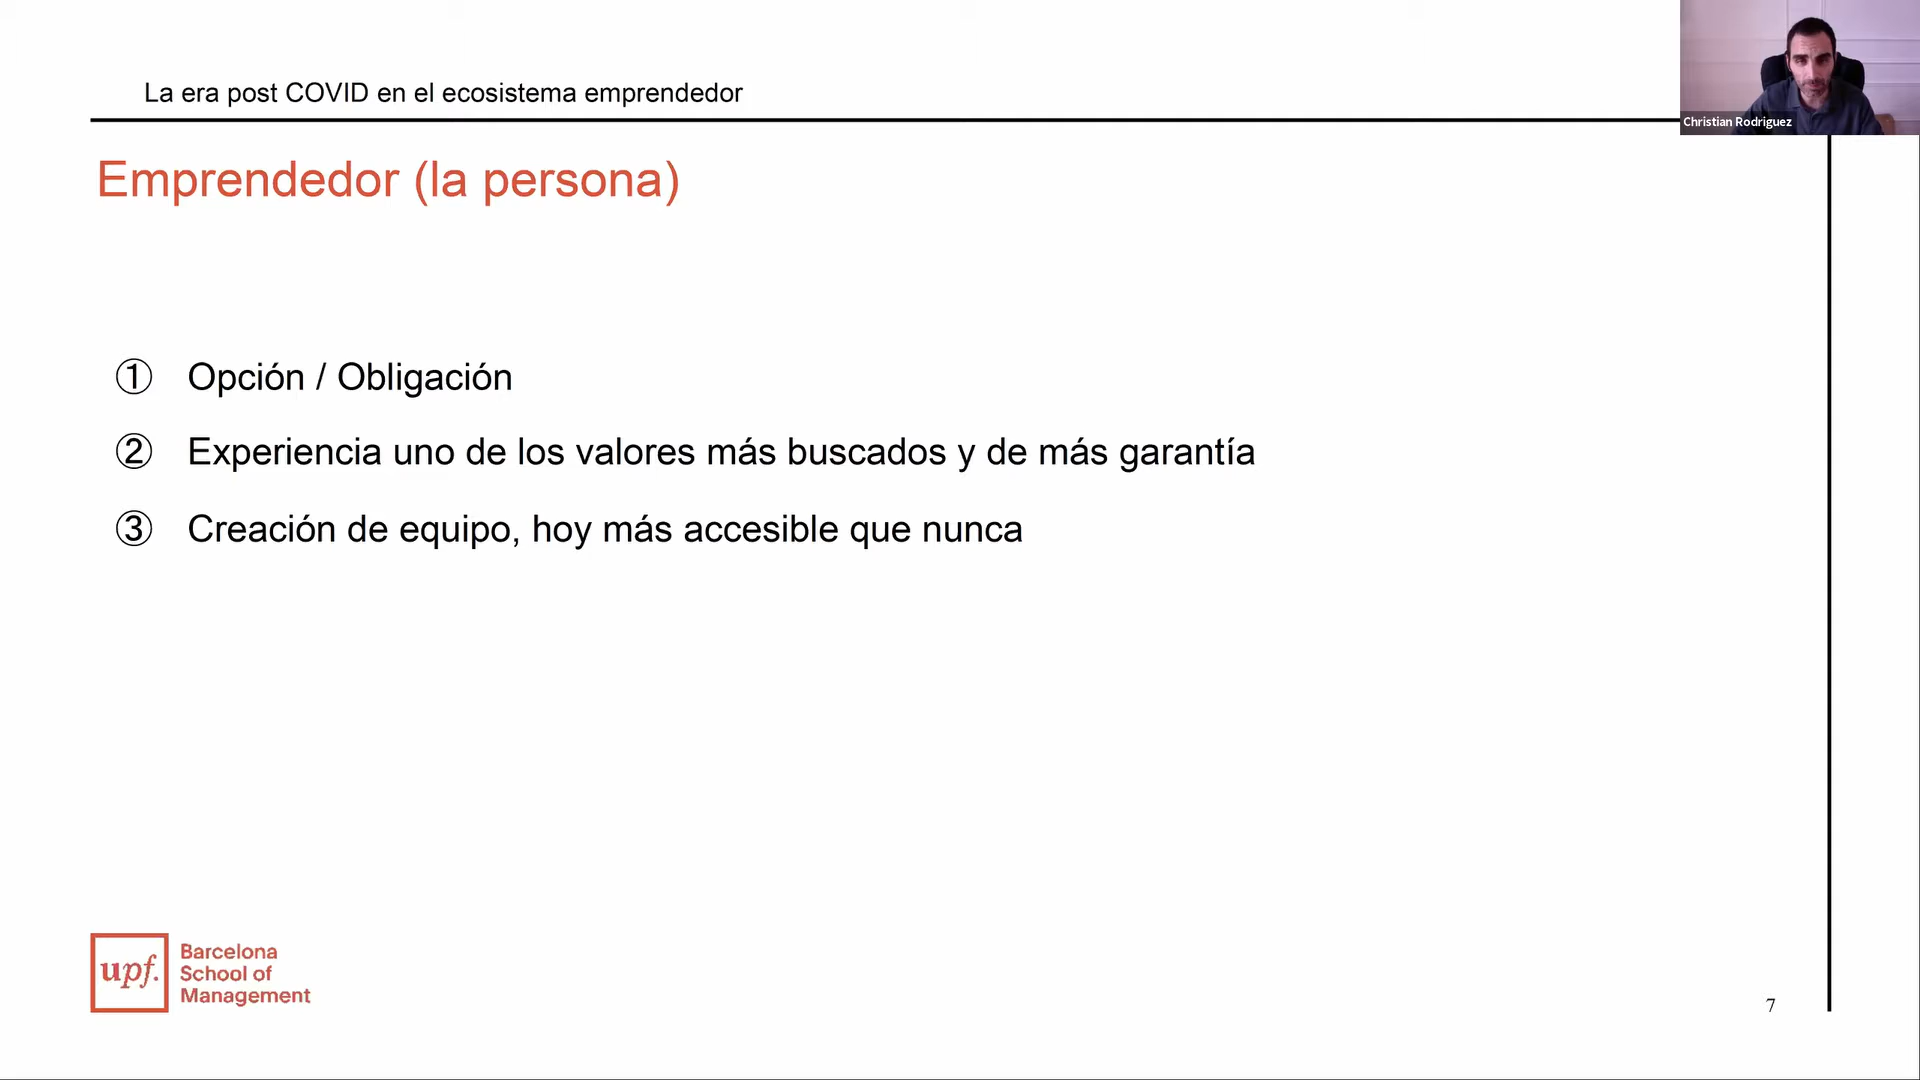 La era post COVID en el ecosistema emprendedor
Christian Rodriguez
Emprendedor (la persona)
① Opción / Obligación
② Experiencia uno de los valores más buscados y de más garantía
③ Creación de equipo, hoy más accesible que nunca
upf.
Barcelona
School of
Management
7